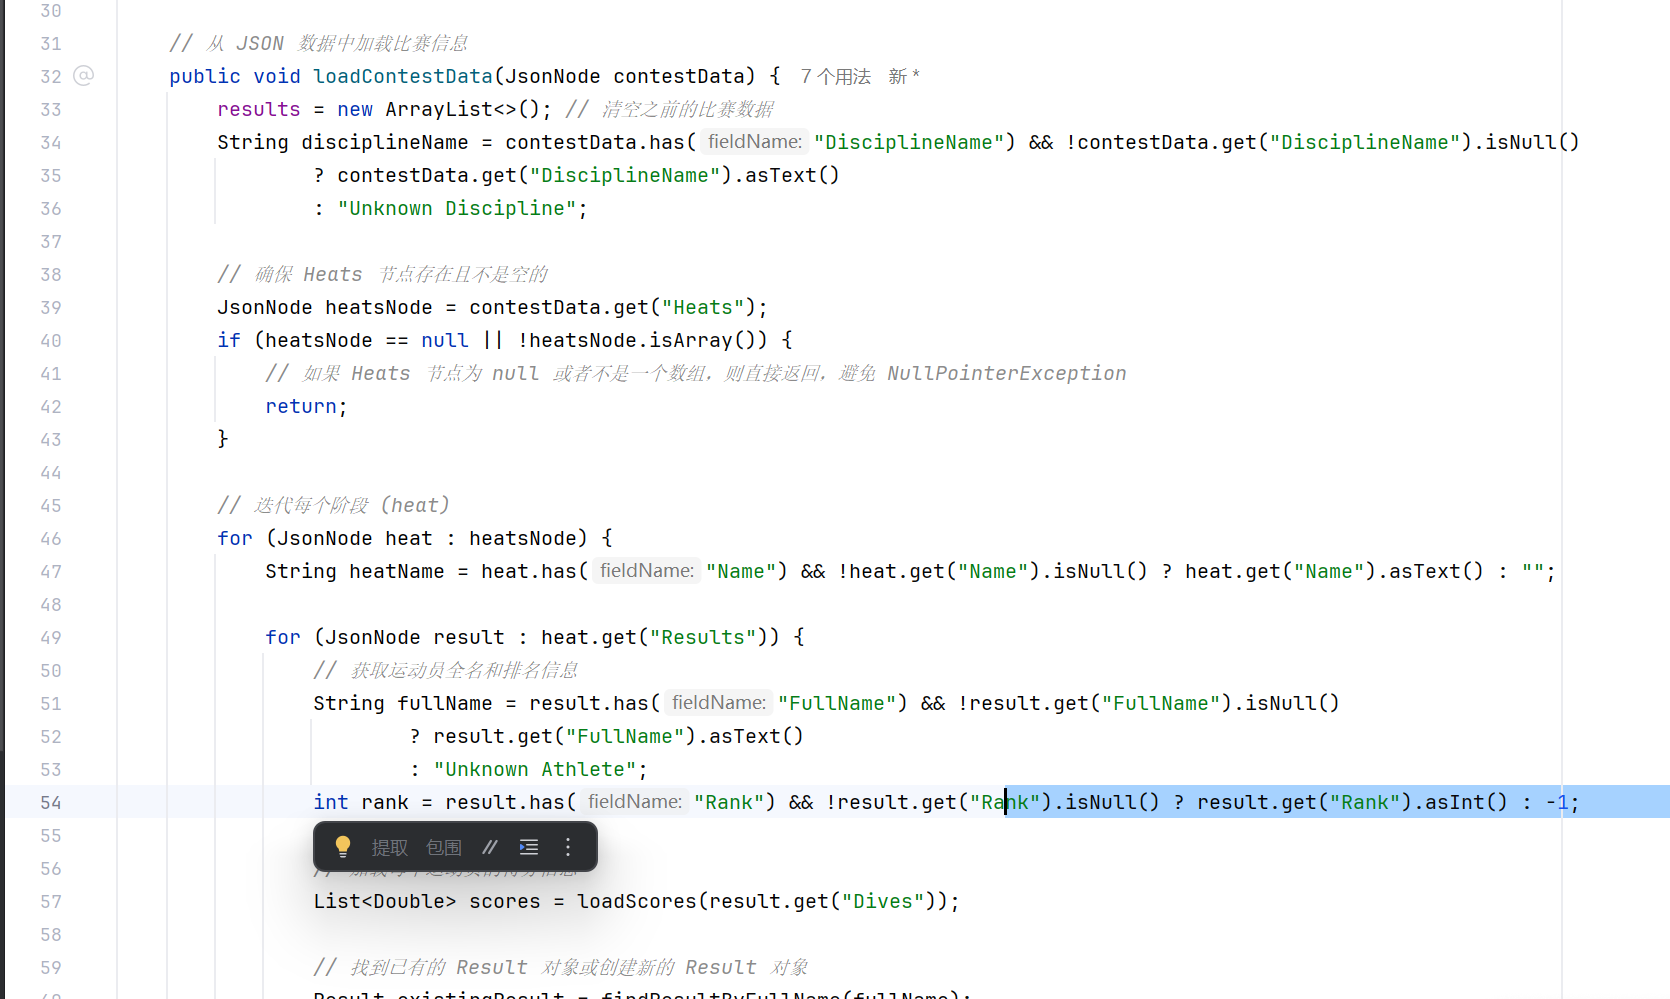 30
31 // 从 JSON 数据中加载比赛信息
32 @ public void loadContestData(JsonNode contestData) { 7 个用法 新 *
33 results = new ArrayList<>(); // 清空之前的比赛数据
34 String disciplineName = contestData.has( fieldName: "DisciplineName") && !contestData.get("DisciplineName").isNull()
35 ? contestData.get("DisciplineName").asText()
36 : "Unknown Discipline";
37
38 // 确保 Heats 节点存在且不是空的
39 JsonNode heatsNode = contestData.get("Heats");
40 if (heatsNode == null || !heatsNode.isArray()) {
41 // 如果 Heats 节点为 null 或者不是一个数组，则直接返回，避免 NullPointerException
42 return;
43 }
44
45 // 迭代每个阶段 (heat)
46 for (JsonNode heat : heatsNode) {
47 String heatName = heat.has( fieldName: "Name") && !heat.get("Name").isNull() ? heat.get("Name").asText() : "";
48
49 for (JsonNode result : heat.get("Results")) {
50 // 获取运动员全名和排名信息
51 String fullName = result.has( fieldName: "FullName") && !result.get("FullName").isNull()
52 ? result.get("FullName").asText()
53 : "Unknown Athlete";
54 int rank = result.has( fieldName: "Rank") && !result.get("Rank").isNull() ? result.get("Rank").asInt() : -1;
55
提取 包围 //
56
57 List<Double> scores = loadScores(result.get("Dives"));
58
59 // 找到已有的 Result 对象或创建新的 Result 对象
Result existingResult = findResultByFullName(fullName);